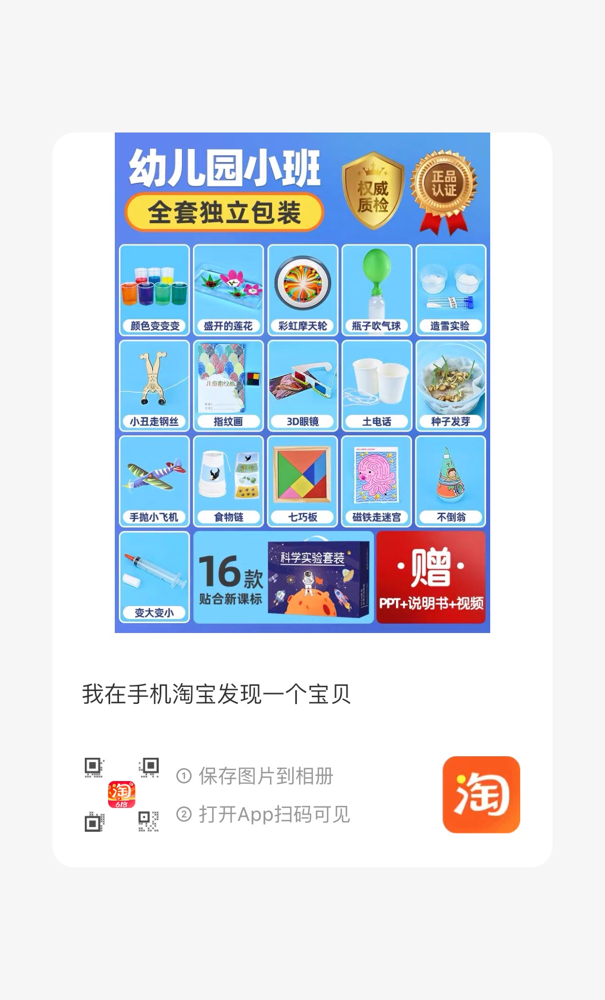 幼儿园小班
全套独立包装
权威
质检
正品
认证
颜色变变变
盛开的莲花
彩虹摩天轮
瓶子吹气球
造雪实验
小丑走钢丝
儿童指纹画
姓名：
学号：
指纹画
3D眼镜
土电话
种子发芽
手抛小飞机
食物链
七巧板
磁铁走迷宫
不倒翁
变大变小
16款
贴合新课标
科学实验套装
·赠·
PPT+说明书+视频
我在手机淘宝发现一个宝贝
淘
618
① 保存图片到相册
② 打开App扫码可见
淘